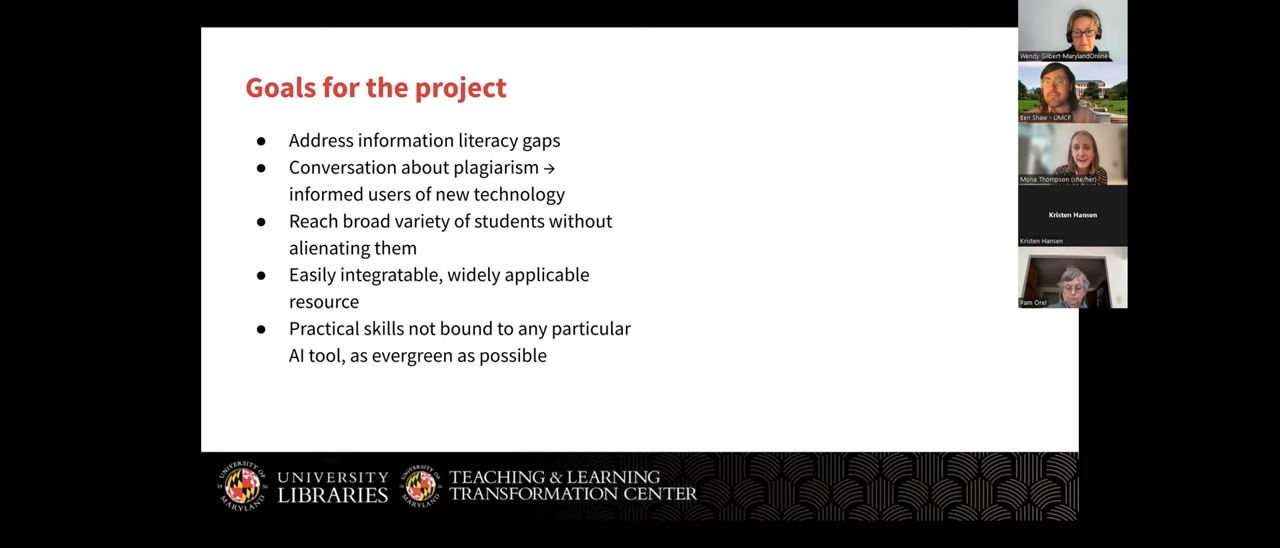 Goals for the project
● Address information literacy gaps
● Conversation about plagiarism →
informed users of new technology
● Reach broad variety of students without
alienating them
● Easily integratable, widely applicable
resource
● Practical skills not bound to any particular
AI tool, as evergreen as possible
UNIVERSITY
LIBRARIES
TEACHING & LEARNING
TRANSFORMATION CENTER
Wendy Gilbert-MarylandOnline
Ben Shaw - UMCP
Mona Thompson (she/her)
Kristen Hansen
Kristen Hansen
Pam Orel